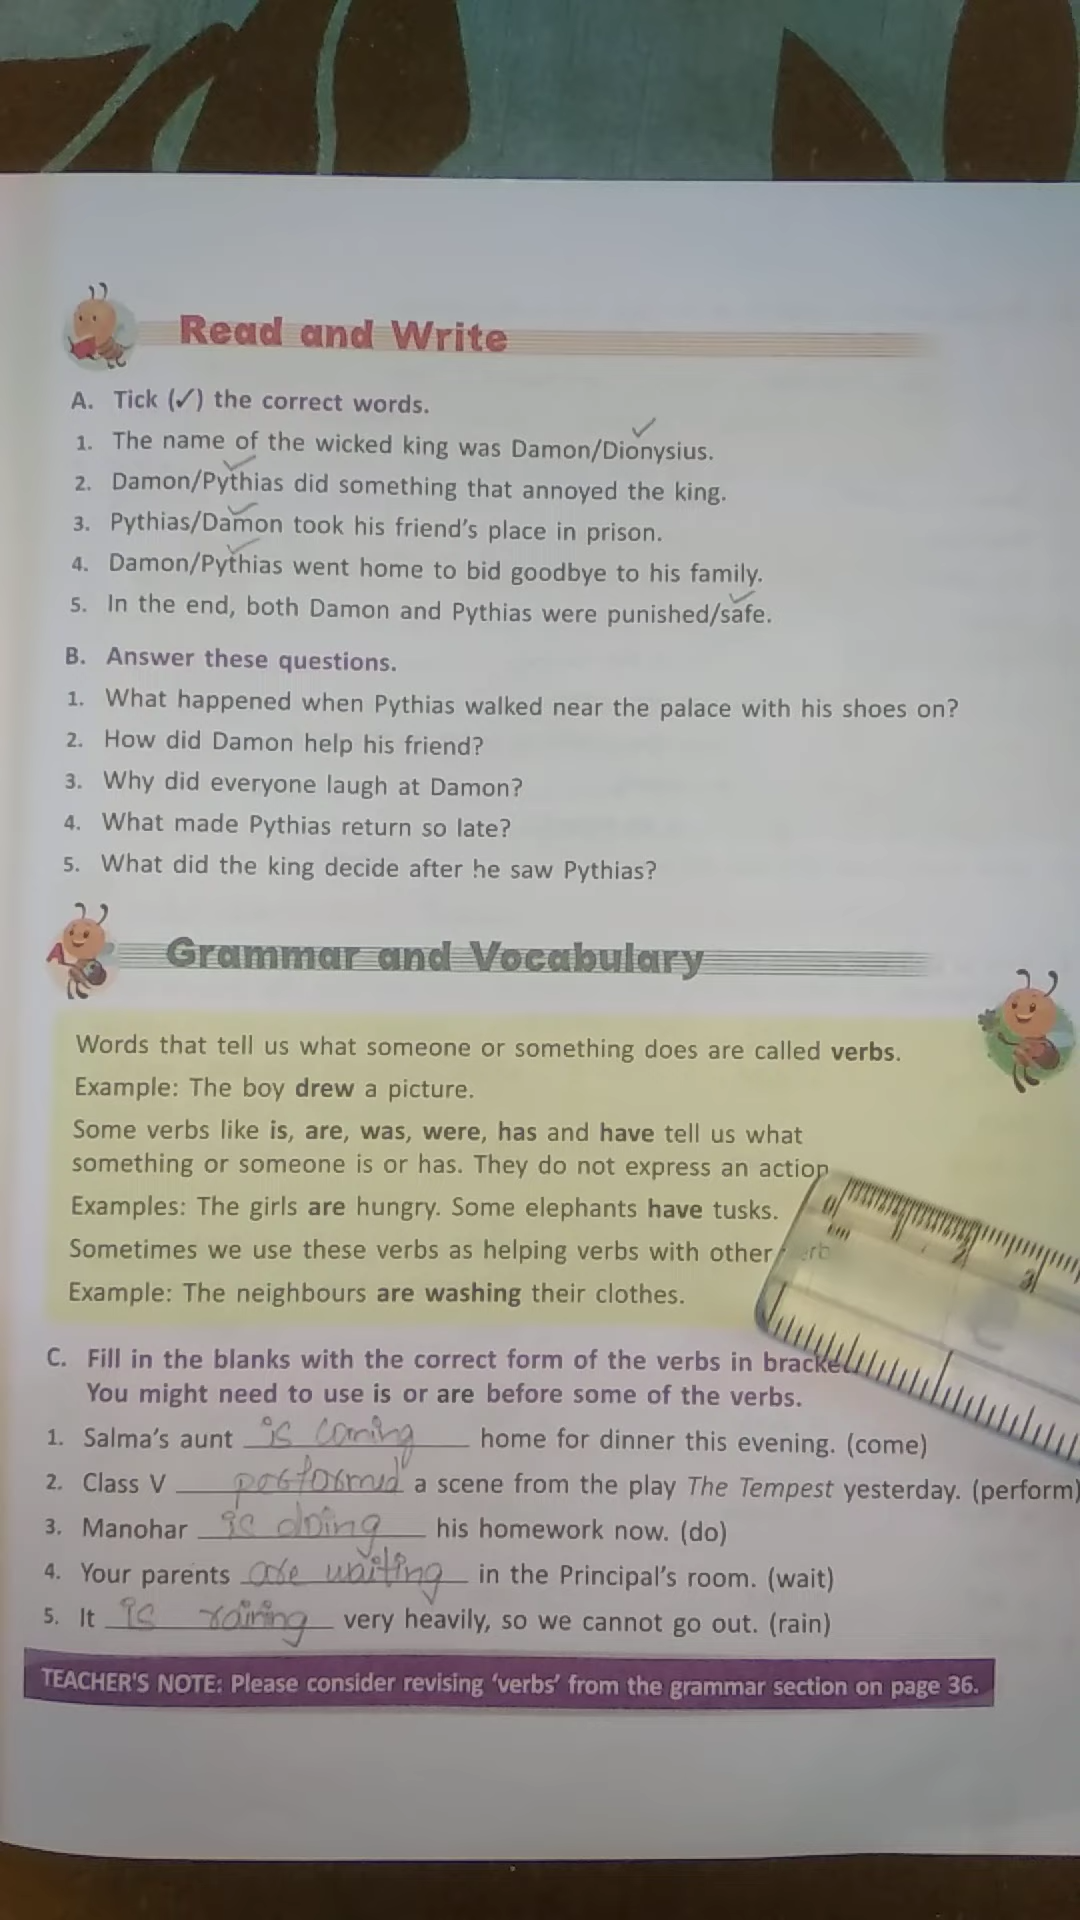 Read and Write
A. Tick (✓) the correct words.
1. The name of the wicked king was Damon/Dionysius.
2. Damon/Pythias did something that annoyed the king.
3. Pythias/Damon took his friend's place in prison.
4. Damon/Pythias went home to bid goodbye to his family.
5. In the end, both Damon and Pythias were punished/safe.
B. Answer these questions.
1. What happened when Pythias walked near the palace with his shoes on?
2. How did Damon help his friend?
3. Why did everyone laugh at Damon?
4. What made Pythias return so late?
5. What did the king decide after he saw Pythias?
A
Grammar and Vocabulary
Words that tell us what someone or something does are called verbs.
Example: The boy drew a picture.
Some verbs like is, are, was, were, has and have tell us what
something or someone is or has. They do not express an action
Examples: The girls are hungry. Some elephants have tusks.
Sometimes we use these verbs as helping verbs with other
Example: The neighbours are washing their clothes.
C. Fill in the blanks with the correct form of the verbs in
You might need to use is or are before some of the verbs.
1. Salma's aunt is coming home for dinner this evening. (come)
2. Class V performed a scene from the play The Tempest yesterday. (perform)
3. Manohar is doing his homework now. (do)
4. Your parents are waiting in the Principal's room. (wait)
5. It is raining very heavily, so we cannot go out. (rain)
TEACHER'S NOTE: Please consider revising 'verbs' from the grammar section on page 36.
0 1 2 3
cm